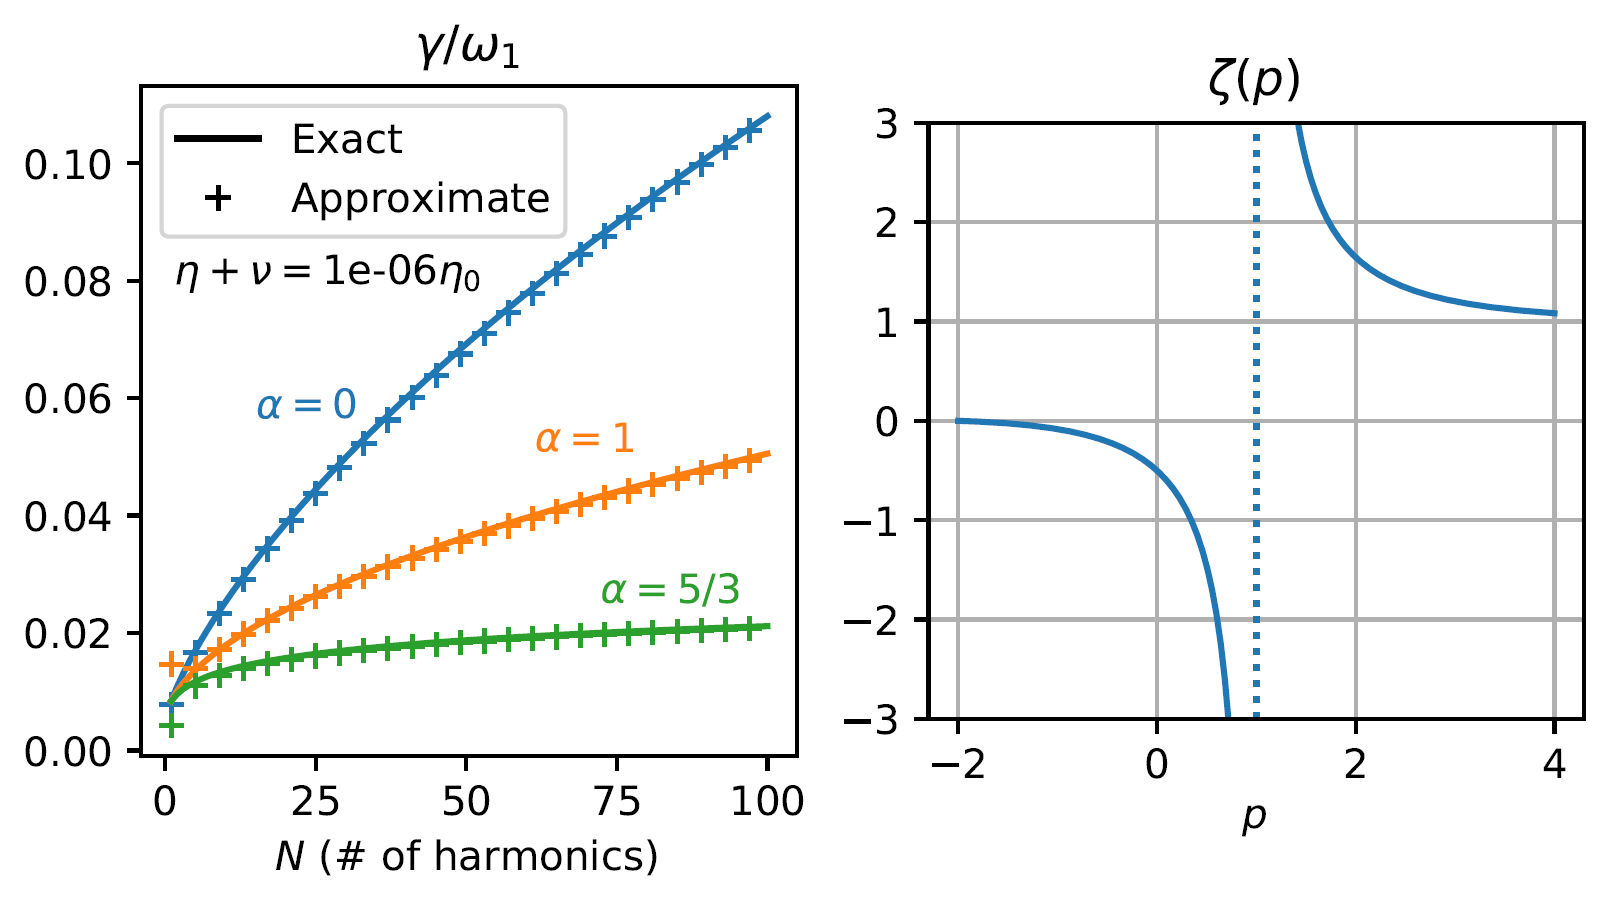 γ/ω₁
Exact
Approximate
η + ν = 1e-06η₀
α = 0
α = 1
α = 5/3
0.10
0.08
0.06
0.04
0.02
0.00
0 25 50 75 100
N (# of harmonics)
ζ(p)
3
2
1
0
−1
−2
−3
−2 0 2 4
p